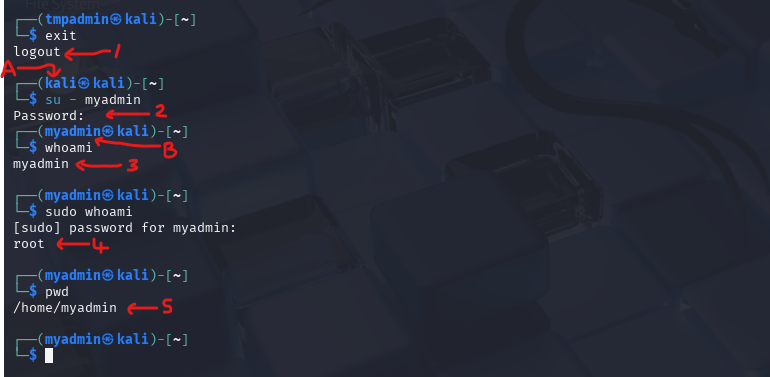 File System
┌──(tmpadmin㉿kali)-[~]
└─$ exit
logout 1
A
┌──(kali㉿kali)-[~]
└─$ su - myadmin
Password: 2
┌──(myadmin㉿kali)-[~]
└─$ whoami B
myadmin 3
┌──(myadmin㉿kali)-[~]
└─$ sudo whoami
[sudo] password for myadmin:
root 4
┌──(myadmin㉿kali)-[~]
└─$ pwd
/home/myadmin 5
┌──(myadmin㉿kali)-[~]
└─$